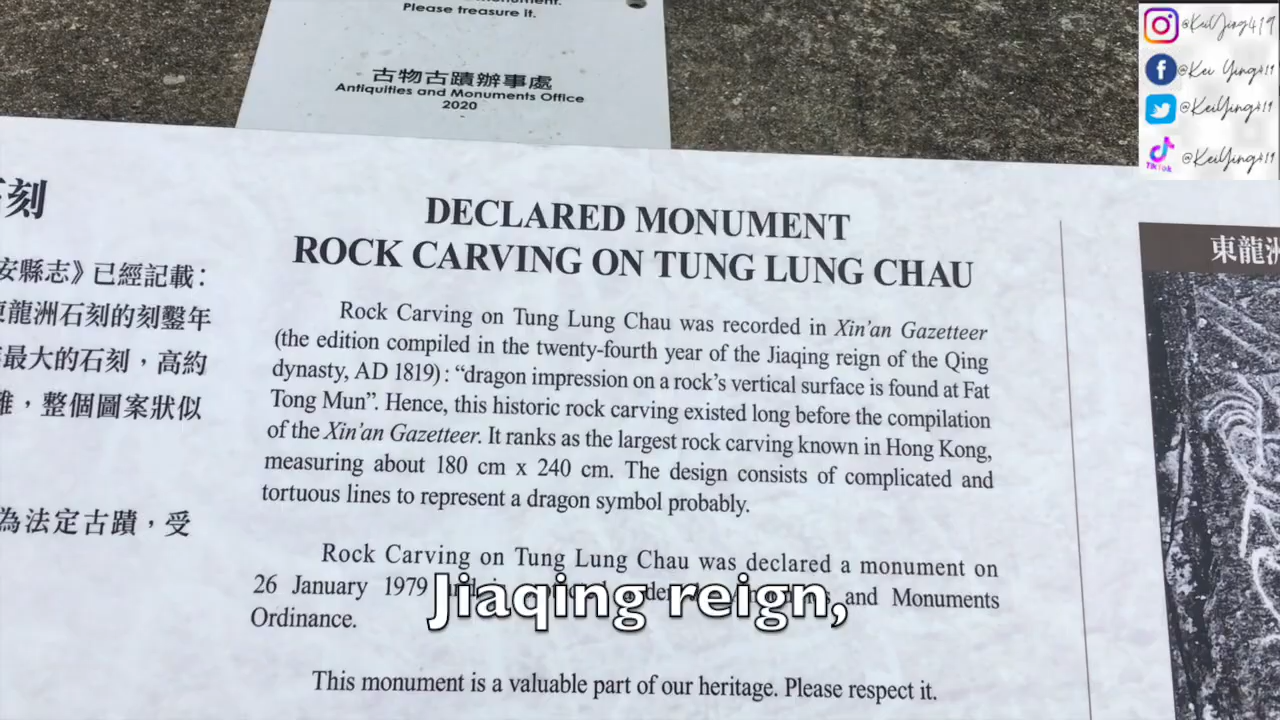 Please treasure it.
古物古蹟辦事處
Antiquities and Monuments Office
2020
@KeiYing419
@Kei Ying419
@KeiYing419
TikTok
@KeiYing419
石刻
安縣志》已經記載：
東龍洲石刻的刻鑿年
最大的石刻，高約
，整個圖案狀似
為法定古蹟，受
DECLARED MONUMENT
ROCK CARVING ON TUNG LUNG CHAU
Rock Carving on Tung Lung Chau was recorded in Xin'an Gazetteer
(the edition compiled in the twenty-fourth year of the Jiaqing reign of the Qing
dynasty, AD 1819) : “dragon impression on a rock’s vertical surface is found at Fat
Tong Mun”. Hence, this historic rock carving existed long before the compilation
of the Xin'an Gazetteer. It ranks as the largest rock carving known in Hong Kong,
measuring about 180 cm x 240 cm. The design consists of complicated and
tortuous lines to represent a dragon symbol probably.
Rock Carving on Tung Lung Chau was declared a monument on
26 January 1979 and Monuments
Ordinance.
This monument is a valuable part of our heritage. Please respect it.
Jiaqing reign,
東龍洲